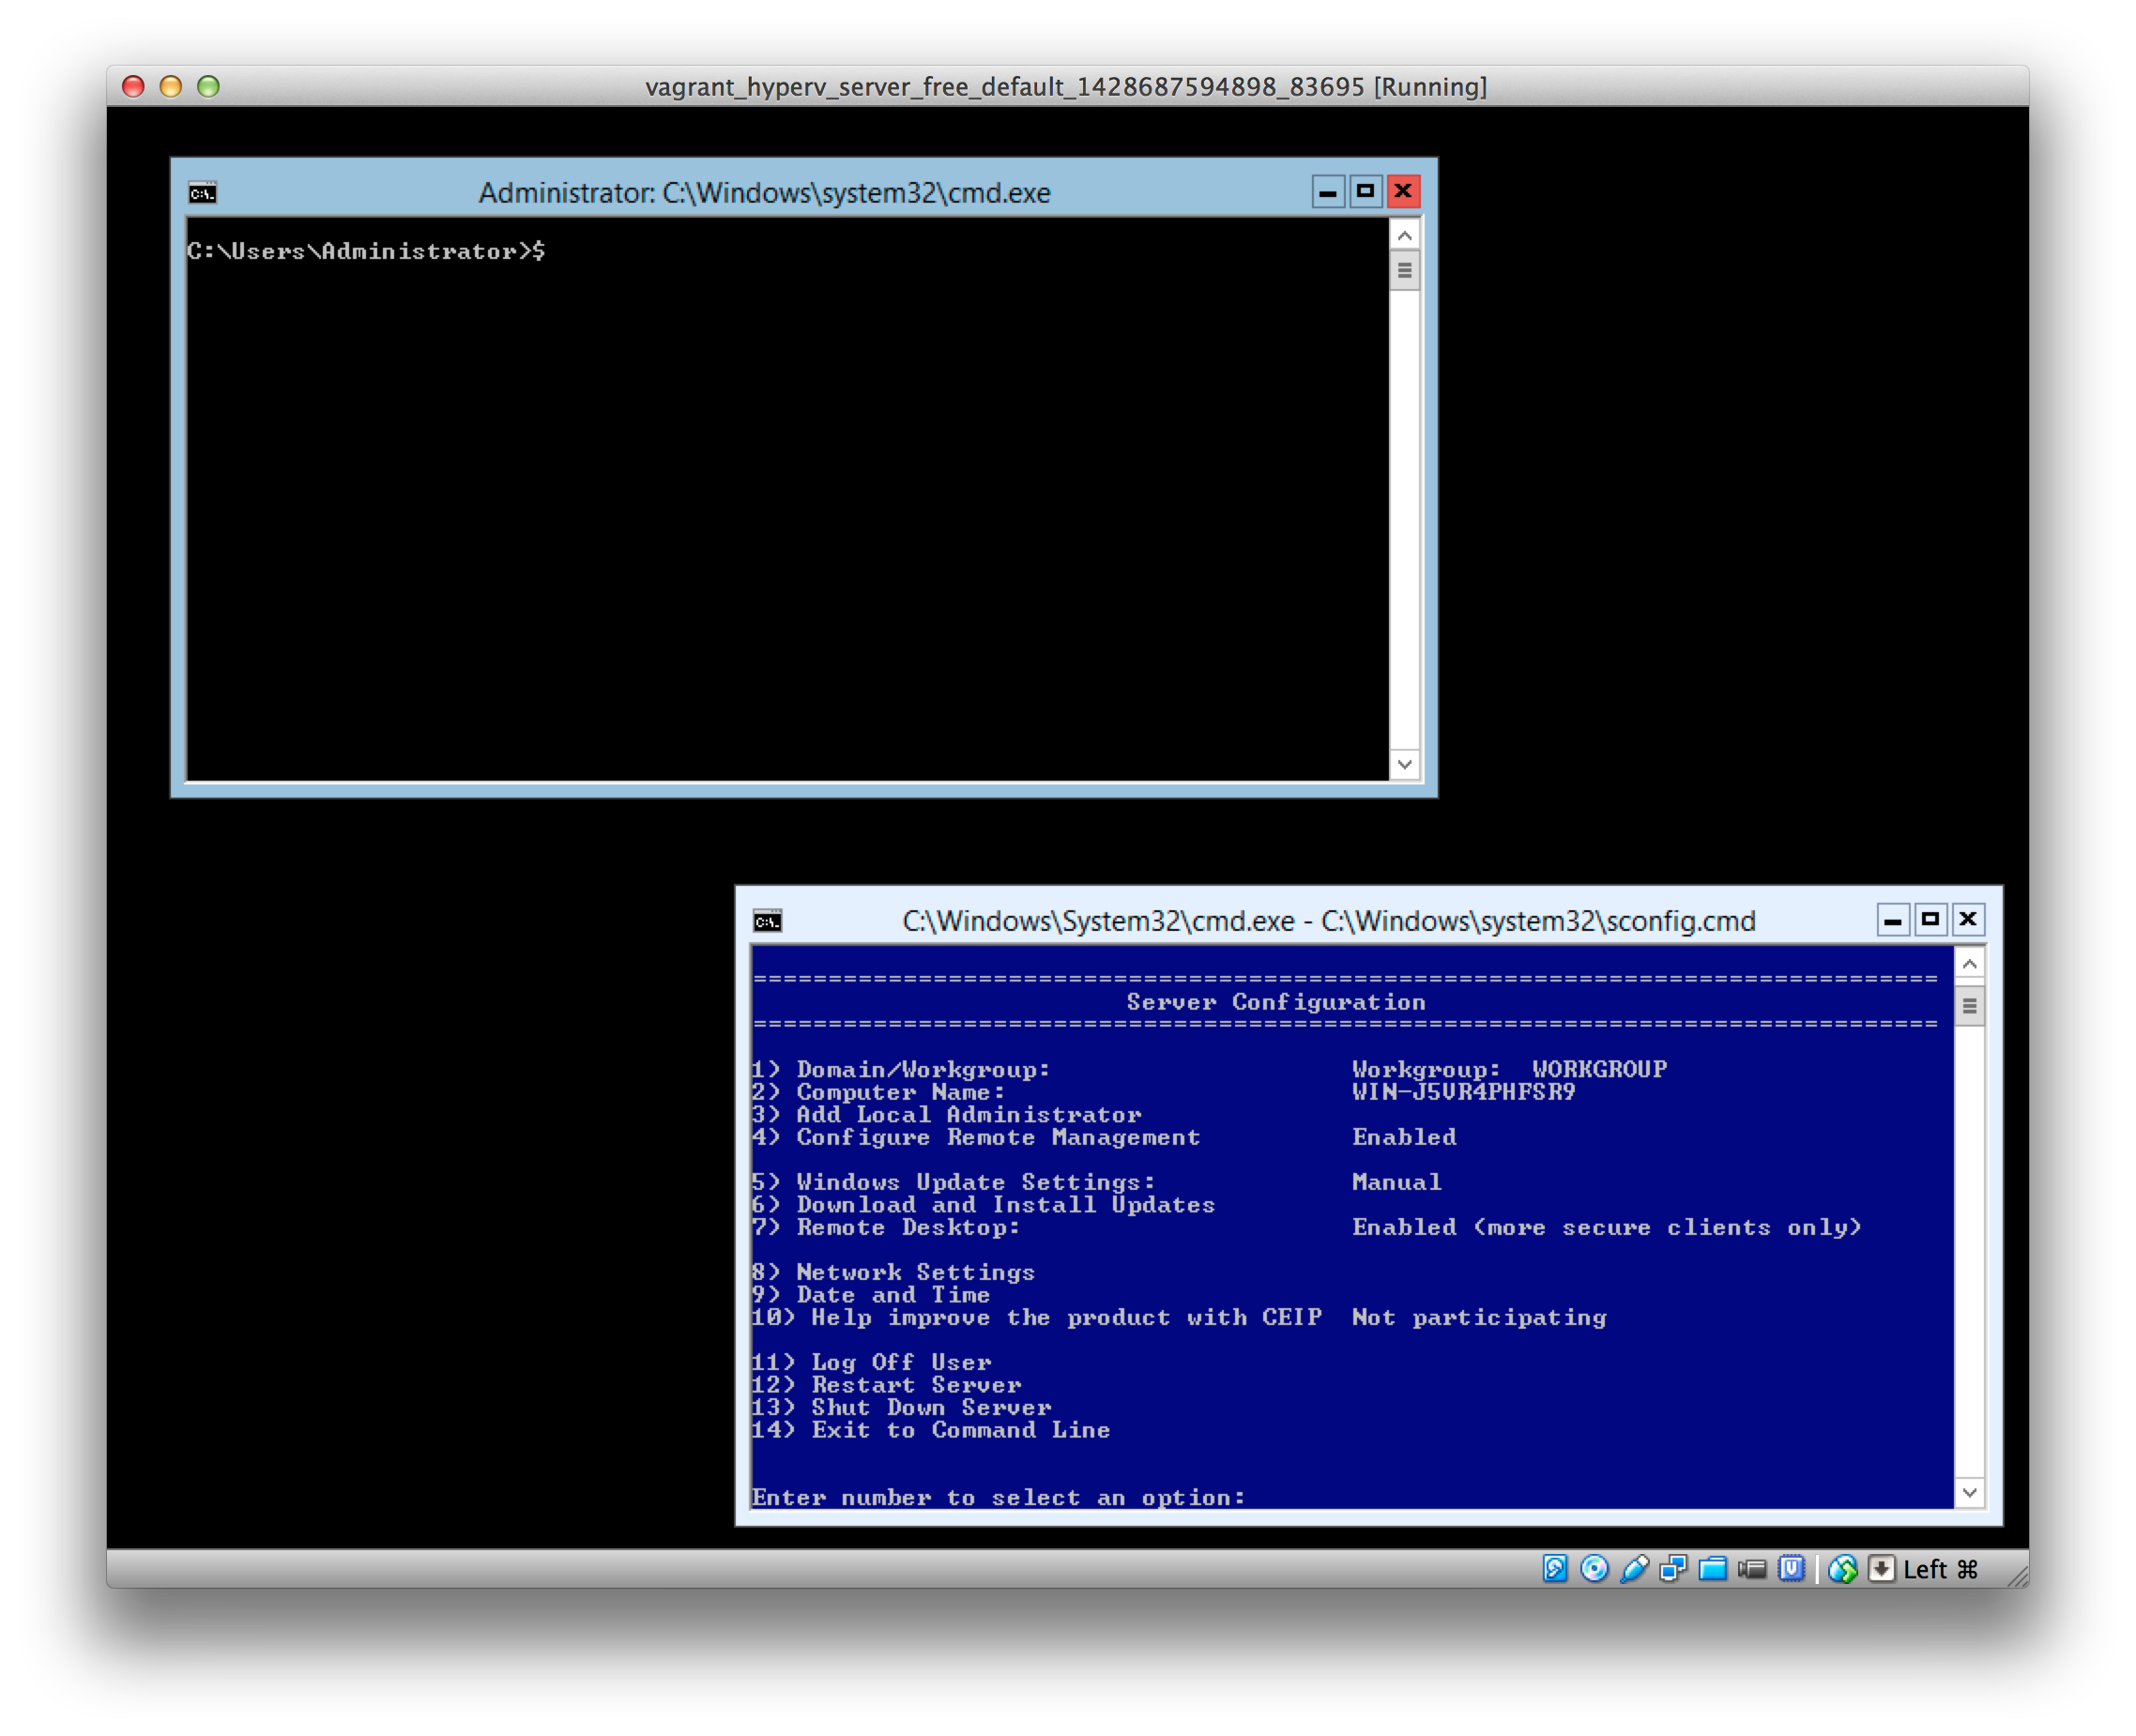 vagrant_hyperv_server_free_default_1428687594898_83695 [Running]
C:\.
Administrator: C:\Windows\system32\cmd.exe
C:\Users\Administrator>$
C:\.
C:\Windows\System32\cmd.exe - C:\Windows\system32\sconfig.cmd
===============================================================================
Server Configuration
===============================================================================
1) Domain/Workgroup: Workgroup: WORKGROUP
2) Computer Name: WIN-J5VR4PHFSR9
3) Add Local Administrator
4) Configure Remote Management Enabled
5) Windows Update Settings: Manual
6) Download and Install Updates
7) Remote Desktop: Enabled (more secure clients only)
8) Network Settings
9) Date and Time
10) Help improve the product with CEIP Not participating
11) Log Off User
12) Restart Server
13) Shut Down Server
14) Exit to Command Line
Enter number to select an option:
Left ⌘